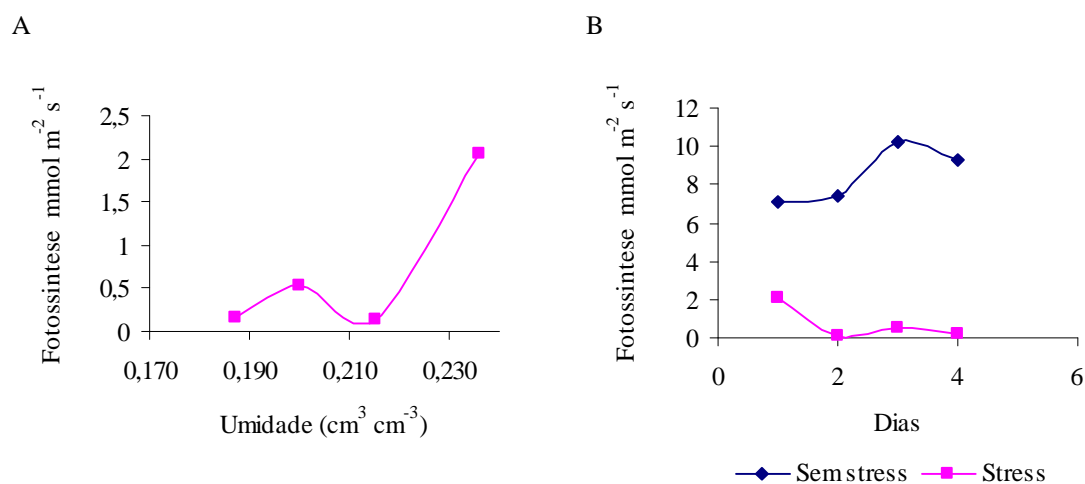 A
Fotossintese mmol m⁻² s⁻¹
2,5
2
1,5
1
0,5
0
0,170 0,190 0,210 0,230
Umidade (cm³ cm⁻³)
B
Fotossintese mmol m⁻² s⁻¹
12
10
8
6
4
2
0
0 2 4 6
Dias
Sem stress Stress